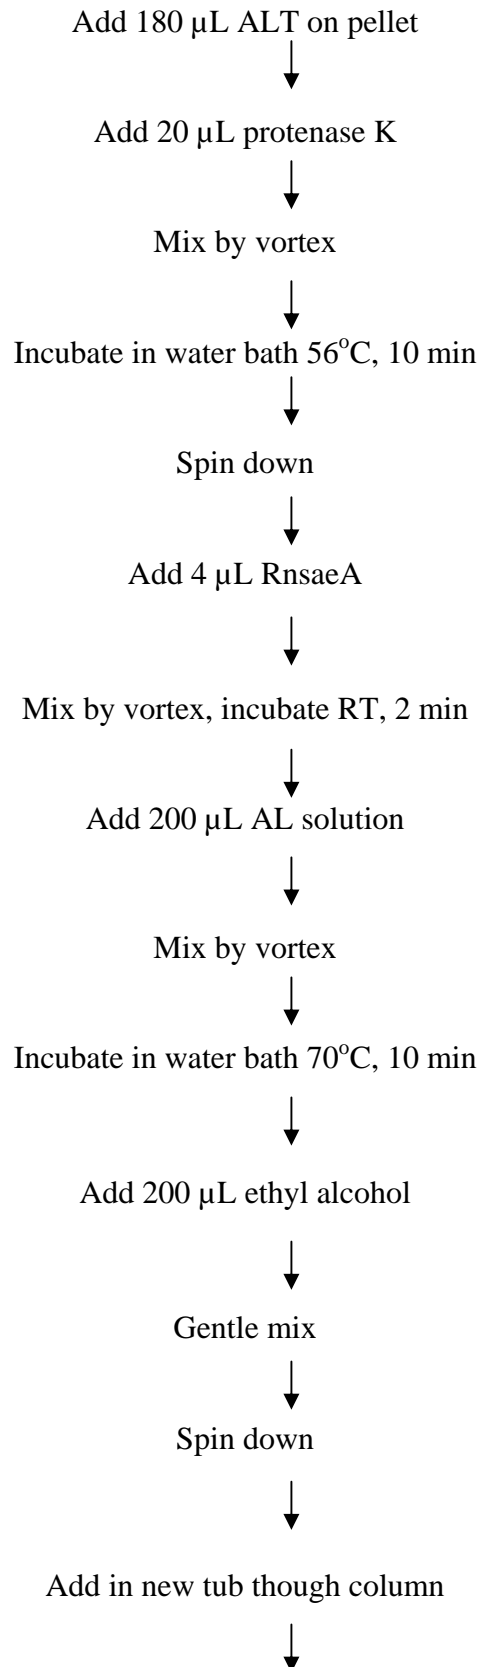 Add 180 µL ALT on pellet
Add 20 µL protenase K
Mix by vortex
Incubate in water bath 56°C, 10 min
Spin down
Add 4 µL RnsaeA
Mix by vortex, incubate RT, 2 min
Add 200 µL AL solution
Mix by vortex
Incubate in water bath 70°C, 10 min
Add 200 µL ethyl alcohol
Gentle mix
Spin down
Add in new tub though column